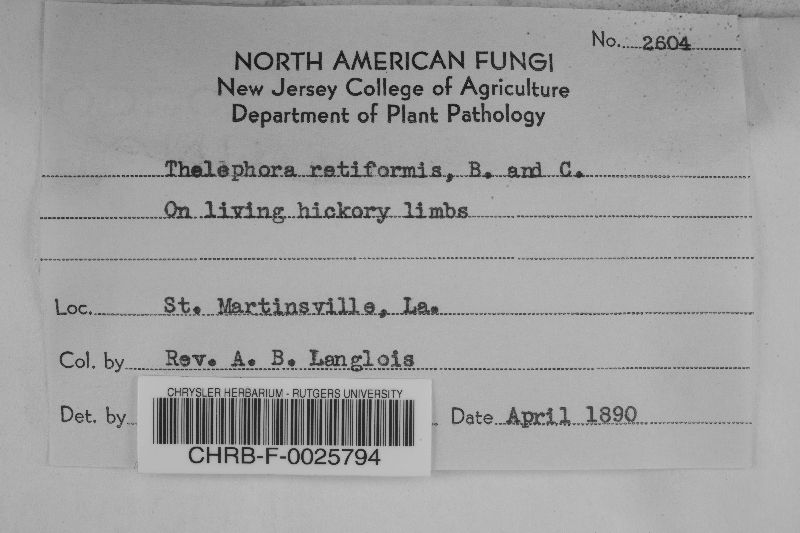 No. 2604
NORTH AMERICAN FUNGI
New Jersey College of Agriculture
Department of Plant Pathology
Thelephora retiformis, B. and C.
On living hickory limbs
Loc. St. Martinsville, La.
Col. by Rev. A. B. Langlois
Det. by
Date April 1890
CHRYSLER HERBARIUM - RUTGERS UNIVERSITY
CHRB-F-0025794